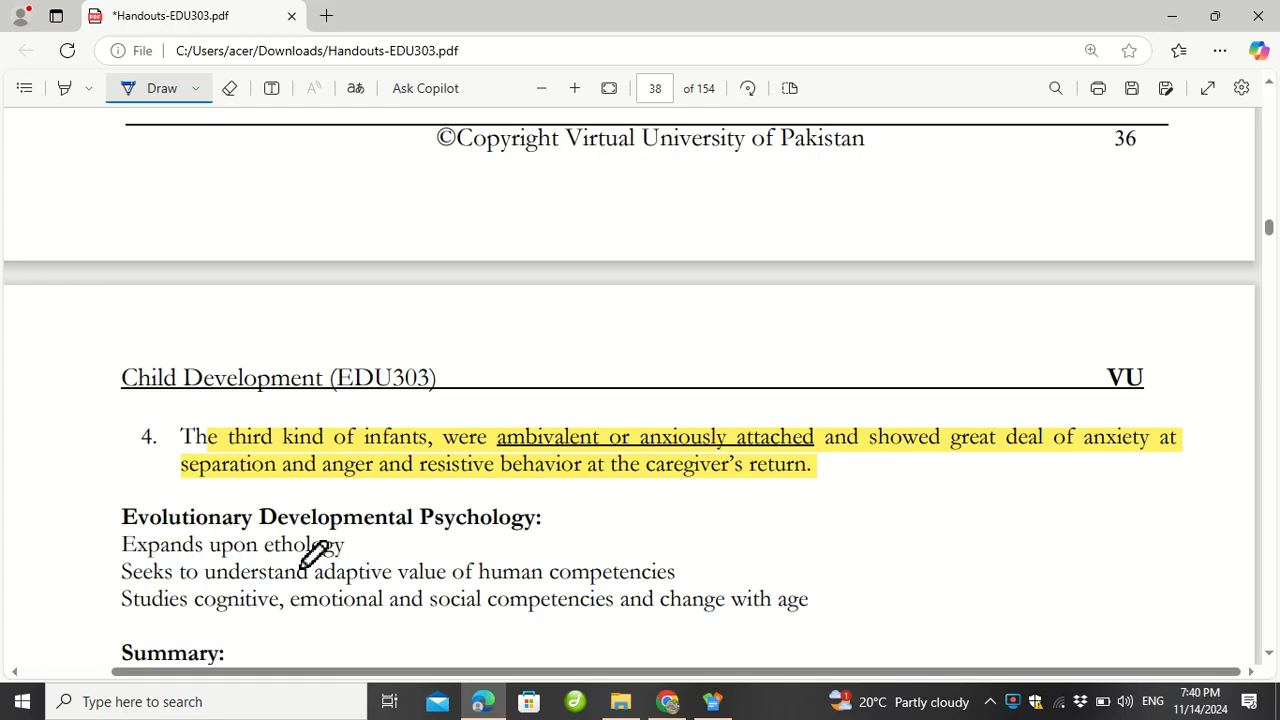 *Handouts-EDU303.pdf
File C:/Users/acer/Downloads/Handouts-EDU303.pdf
Draw Ask Copilot 38 of 154
©Copyright Virtual University of Pakistan 36
Child Development (EDU303) VU
4. The third kind of infants, were ambivalent or anxiously attached and showed great deal of anxiety at
separation and anger and resistive behavior at the caregiver’s return.
Evolutionary Developmental Psychology:
Expands upon ethology
Seeks to understand adaptive value of human competencies
Studies cognitive, emotional and social competencies and change with age
Summary:
Type here to search 1 20°C Partly cloudy ENG 7:40 PM
11/14/2024